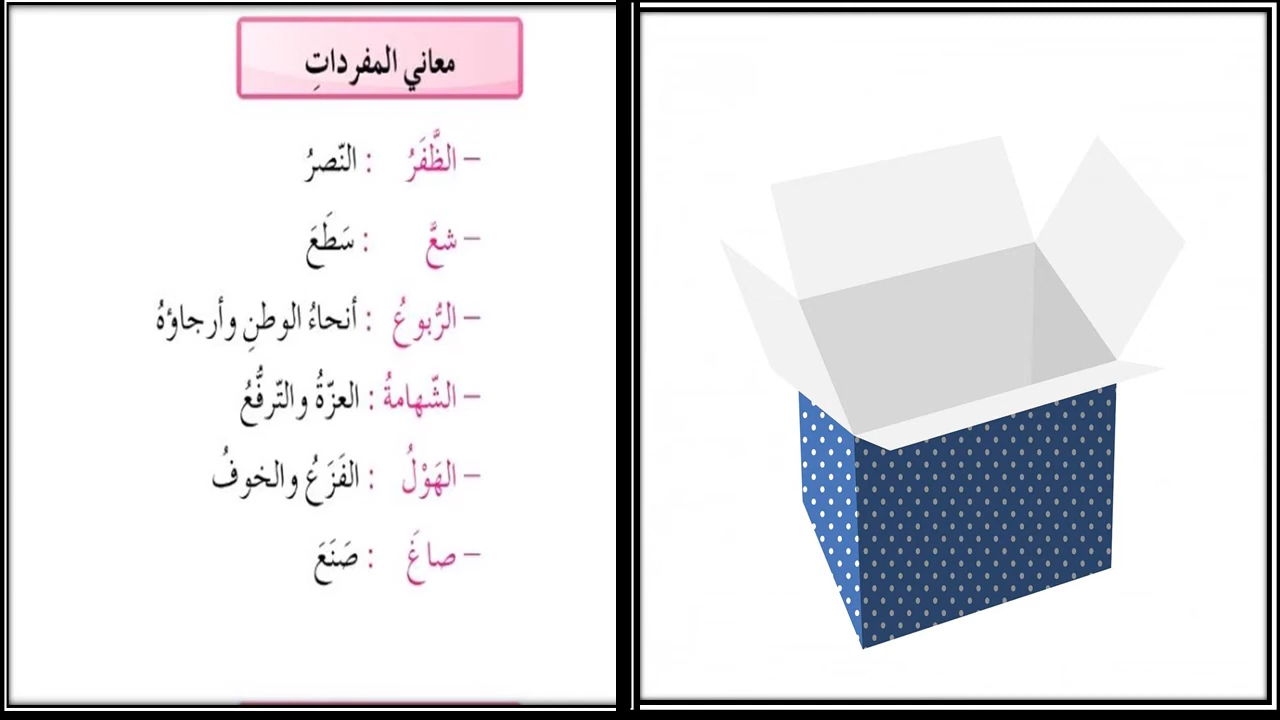 معاني المفرداتِ
– الظَّفَرُ : النّصرُ
– شعَّ : سَطَعَ
– الرُّبوعُ : أنحاءُ الوطنِ وأرجاؤهُ
– الشّهامةُ : العزّةُ والتّرفُّعُ
– الهَوْلُ : الفَزَعُ والخوفُ
– صاغَ : صَنَعَ